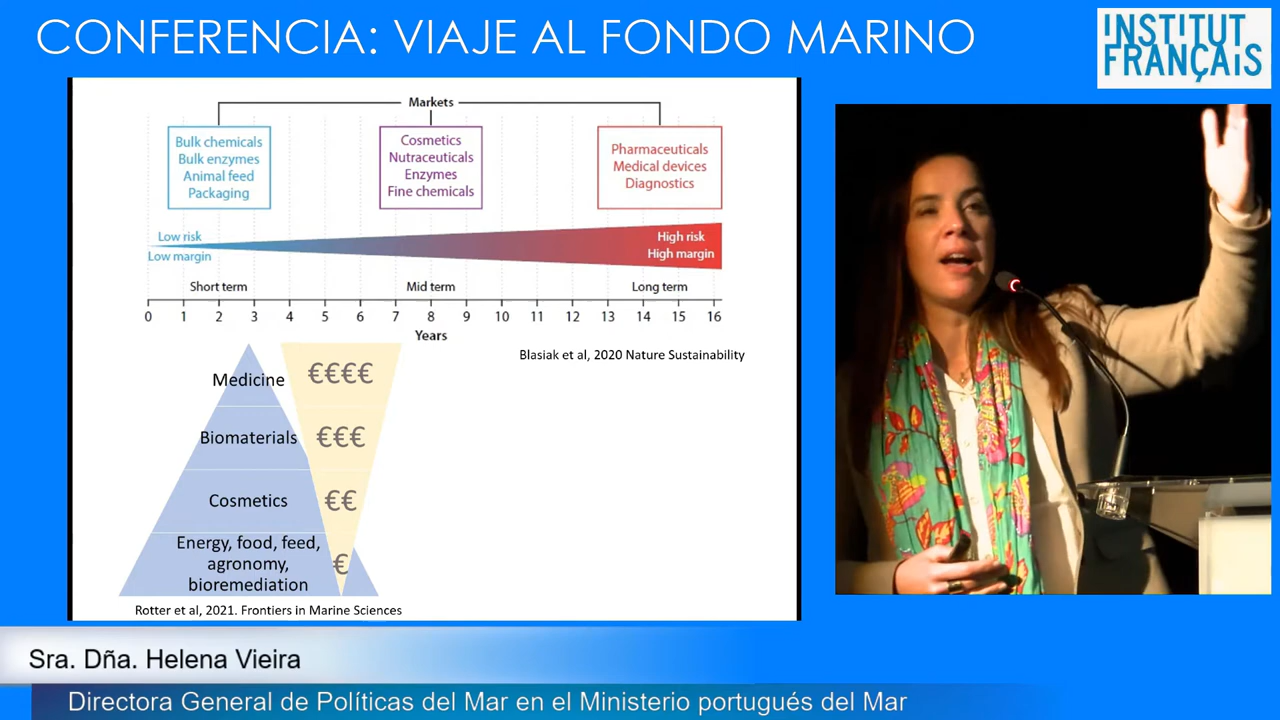 CONFERENCIA: VIAJE AL FONDO MARINO
INSTITUT
FRANÇAIS
Markets
Bulk chemicals
Bulk enzymes
Animal feed
Packaging
Cosmetics
Nutraceuticals
Enzymes
Fine chemicals
Pharmaceuticals
Medical devices
Diagnostics
Low risk
Low margin
High risk
High margin
Short term
Mid term
Long term
0 1 2 3 4 5 6 7 8 9 10 11 12 13 14 15 16
Years
Blasiak et al, 2020 Nature Sustainability
Medicine €€€€
Biomaterials €€€
Cosmetics €€
Energy, food, feed,
agronomy, €
bioremediation
Rotter et al, 2021. Frontiers in Marine Sciences
Sra. Dña. Helena Vieira
Directora General de Políticas del Mar en el Ministerio portugués del Mar